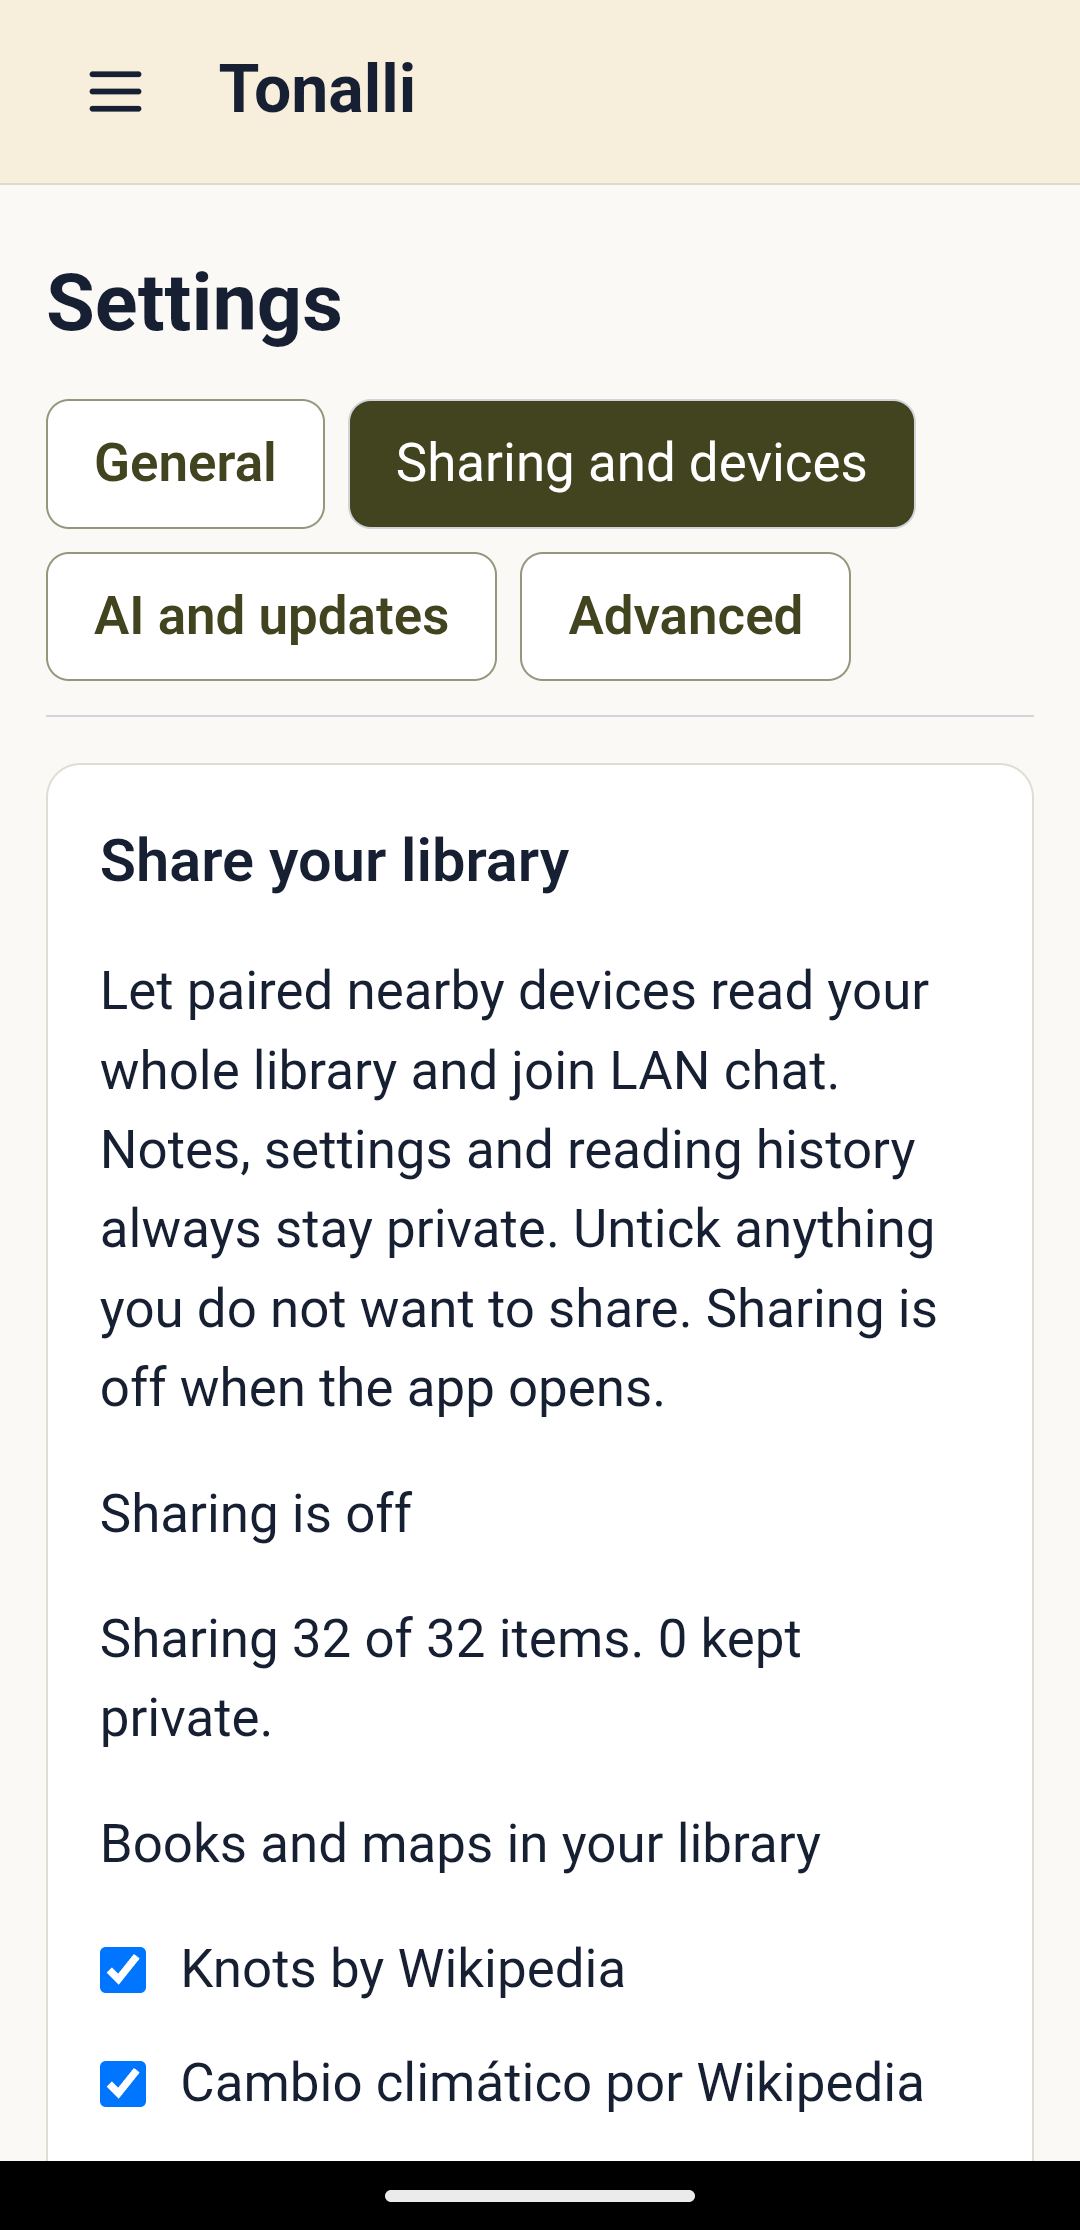 Tonalli
Settings
General
Sharing and devices
AI and updates
Advanced
Share your library
Let paired nearby devices read your
whole library and join LAN chat.
Notes, settings and reading history
always stay private. Untick anything
you do not want to share. Sharing is
off when the app opens.
Sharing is off
Sharing 32 of 32 items. 0 kept
private.
Books and maps in your library
Knots by Wikipedia
Cambio climático por Wikipedia